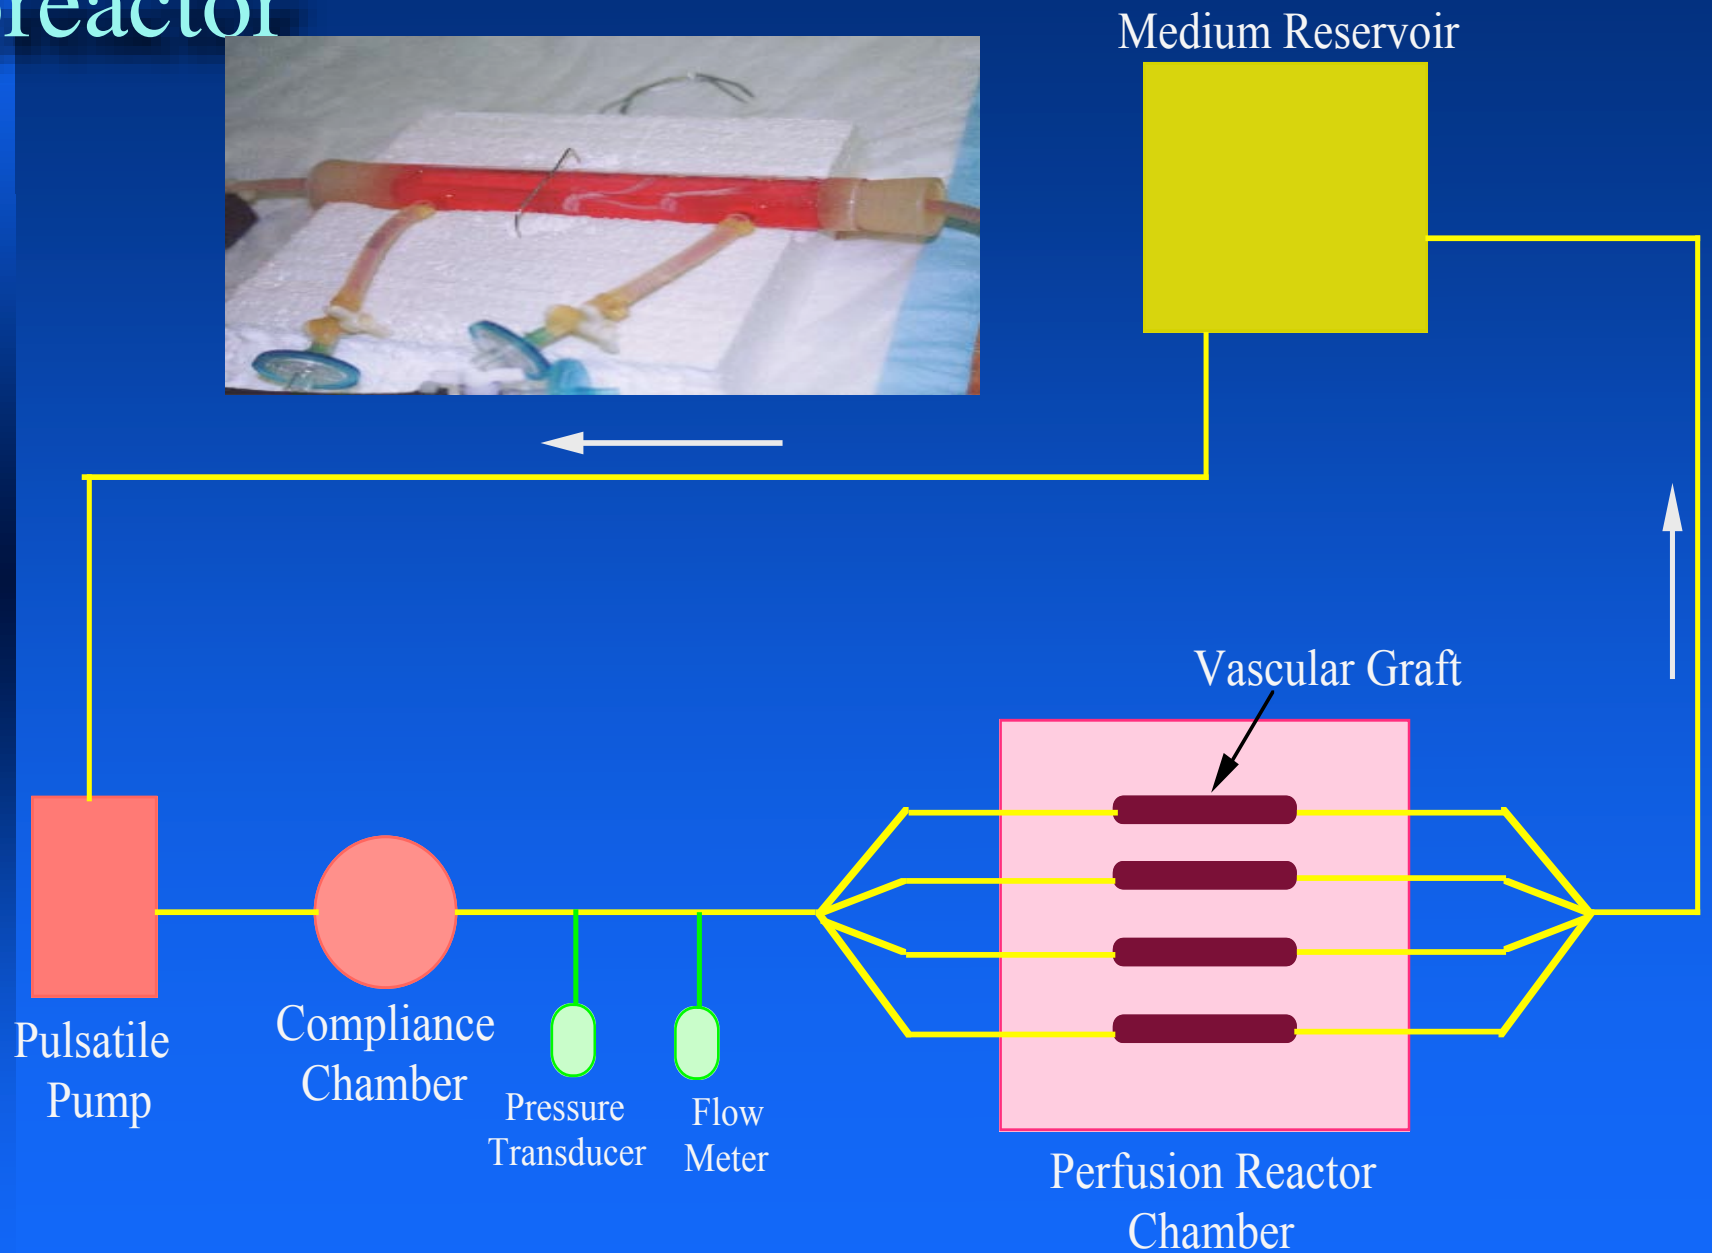 reactor
Medium Reservoir
Vascular Graft
Pulsatile
Pump
Compliance
Chamber
Pressure
Transducer
Flow
Meter
Perfusion Reactor
Chamber